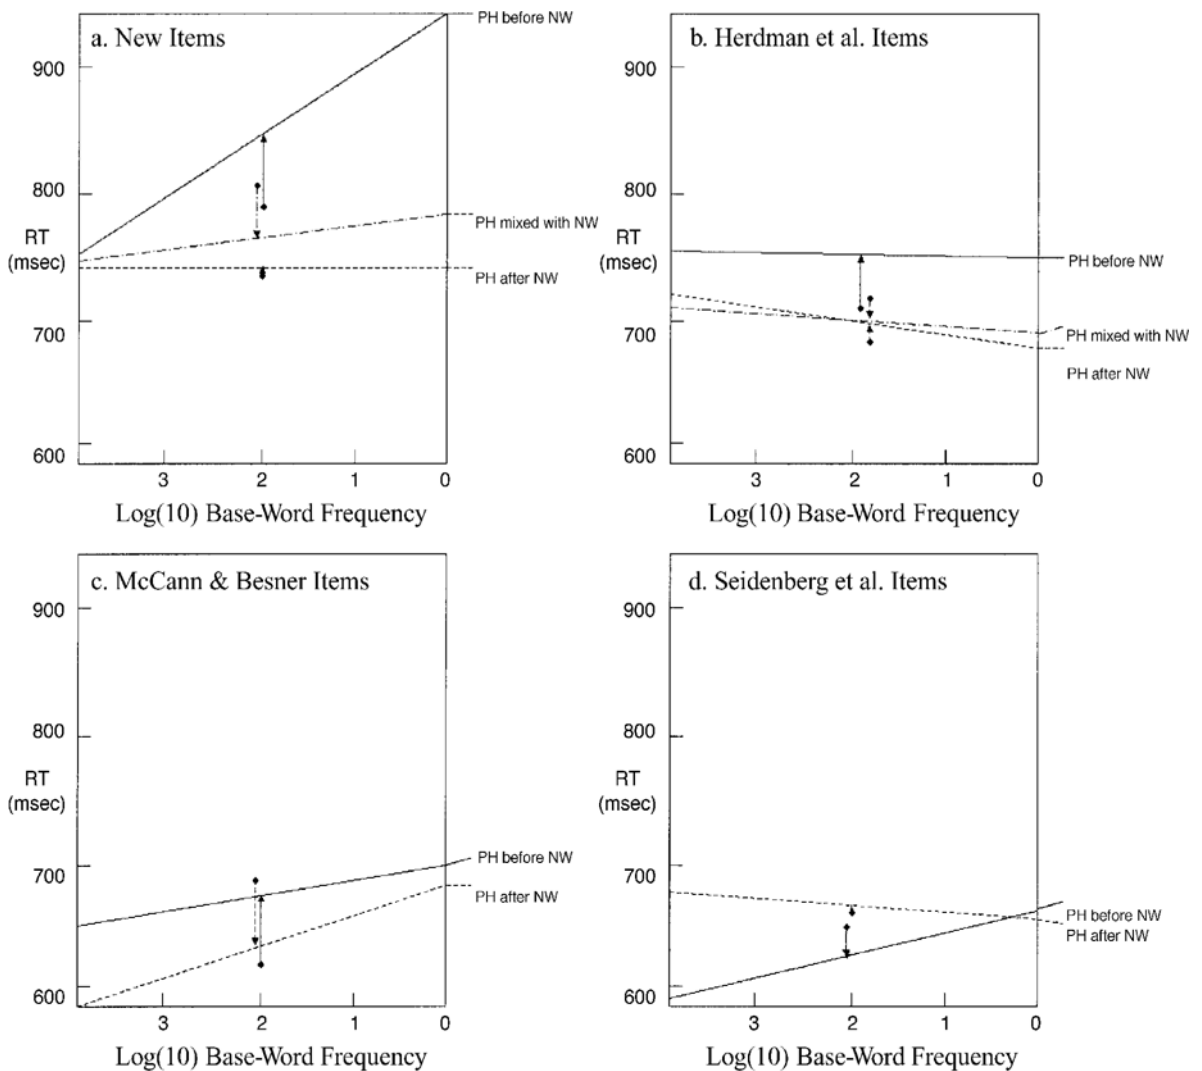 PH before NW
a. New Items
900
800
RT
(msec)
PH mixed with NW
PH after NW
700
600
3 2 1 0
Log(10) Base-Word Frequency
b. Herdman et al. Items
900
800
RT
(msec)
PH before NW
700
PH mixed with NW
PH after NW
600
3 2 1 0
Log(10) Base-Word Frequency
c. McCann & Besner Items
900
800
RT
(msec)
700
PH before NW
PH after NW
600
3 2 1 0
Log(10) Base-Word Frequency
d. Seidenberg et al. Items
900
800
RT
(msec)
700
PH before NW
PH after NW
600
3 2 1 0
Log(10) Base-Word Frequency